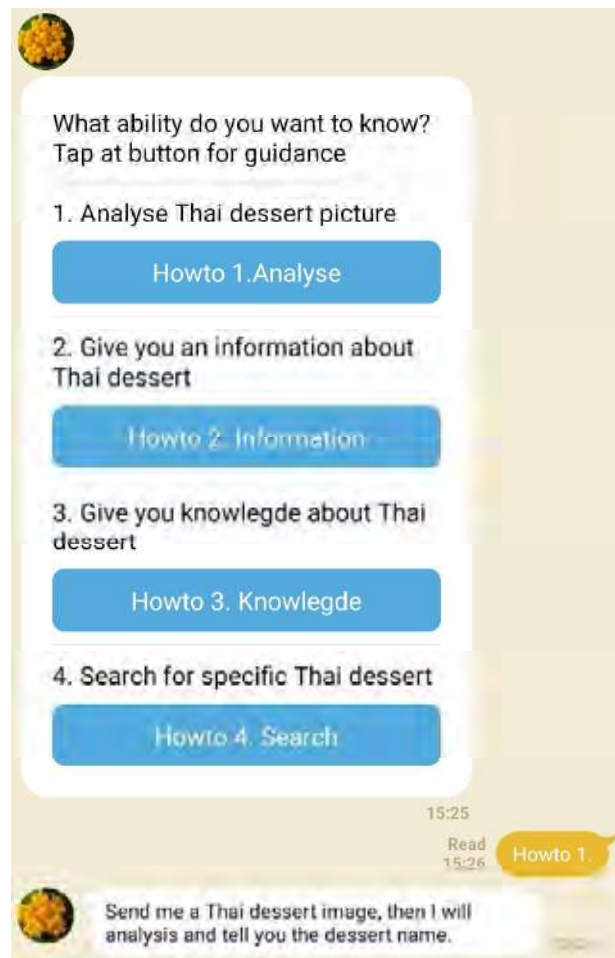 What ability do you want to know?
Tap at button for guidance
1. Analyse Thai dessert picture
Howto 1.Analyse
2. Give you an information about
Thai dessert
Howto 2. Information
3. Give you knowlegde about Thai
dessert
Howto 3. Knowlegde
4. Search for specific Thai dessert
Howto 4. Search
15:25
Read
15:26
Howto 1.
Send me a Thai dessert image, then I will
analysis and tell you the dessert name.